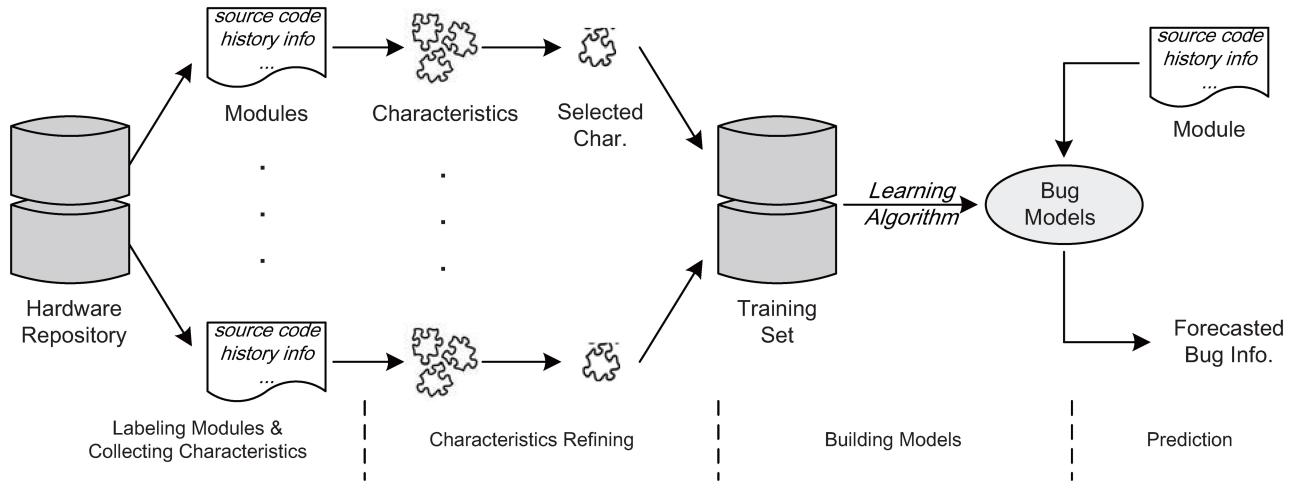 source code
history info
...
Modules
Characteristics
Selected
Char.
source code
history info
...
Module
Hardware
Repository
Learning
Algorithm
Bug
Models
Training
Set
source code
history info
...
Forecasted
Bug Info.
Labeling Modules &
Collecting Characteristics
Characteristics Refining
Building Models
Prediction